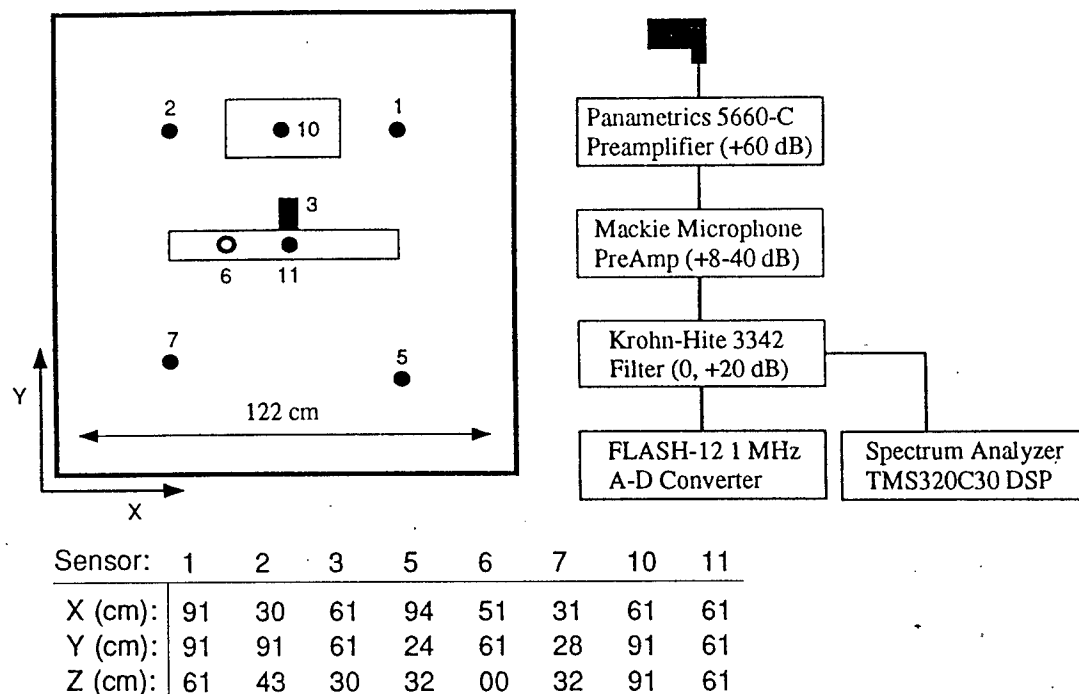 2
10
1
3
6
11
7
5
122 cm
Y
X
Panametrics 5660-C
Preamplifier (+60 dB)
Mackie Microphone
PreAmp (+8-40 dB)
Krohn-Hite 3342
Filter (0, +20 dB)
FLASH-12 1 MHz
A-D Converter
Spectrum Analyzer
TMS320C30 DSP
Sensor: 1 2 3 5 6 7 10 11
X (cm): 91 30 61 94 51 31 61 61
Y (cm): 91 91 61 24 61 28 91 61
Z (cm): 61 43 30 32 00 32 91 61